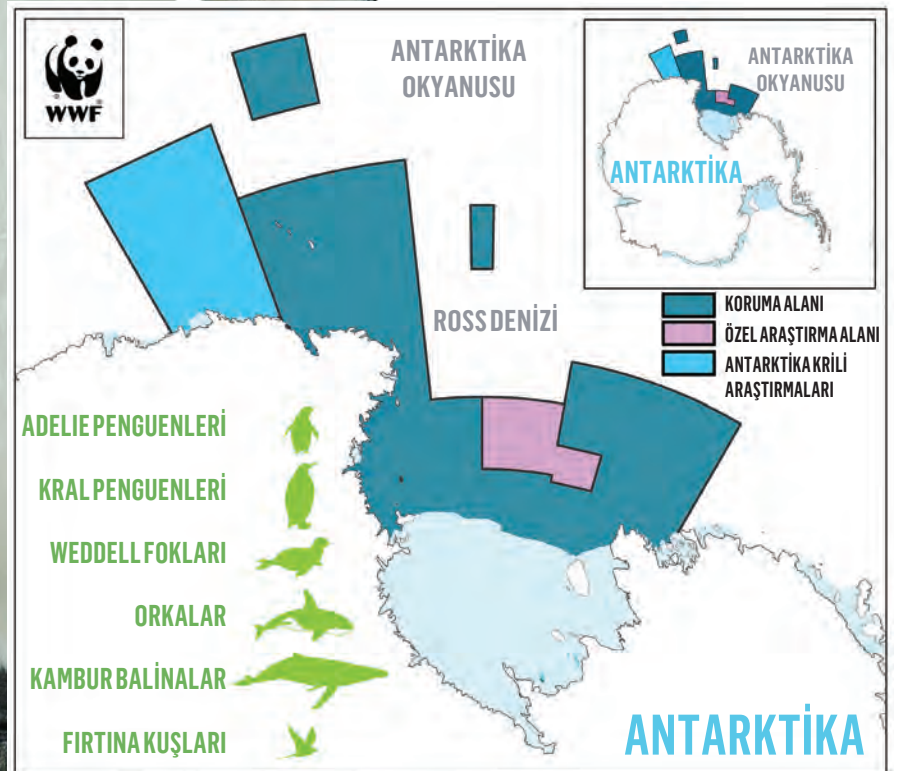 WWF
ANTARKTİKA
OKYANUSU
ANTARKTİKA
OKYANUSU
ANTARKTİKA
ROSS DENİZİ
KORUMA ALANI
ÖZEL ARAŞTIRMA ALANI
ANTARKTİKA KRİLİ
ARAŞTIRMALARI
ADELIE PENGUENLERİ
KRAL PENGUENLERİ
WEDDELL FOKLARI
ORKALAR
KAMBUR BALİNALAR
FIRTINA KUŞLARI
ANTARKTİKA